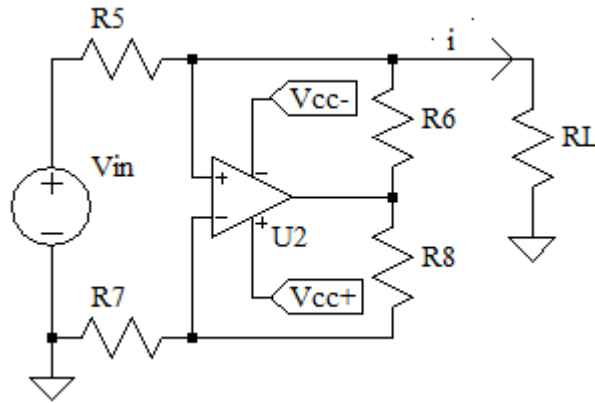 R5
i
Vcc-
R6
RL
+
Vin
−
+
−
+
−
U2
R8
R7
Vcc+